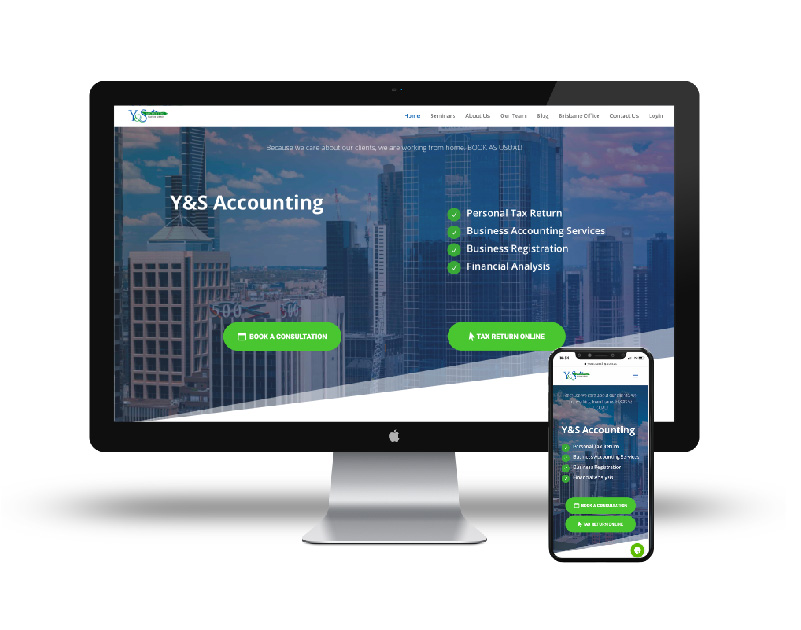 Y&S
Home Seminars About Us Our Team Blog Brisbane Office Contact Us Login
Because we care about our clients, we are working from home. BOOK AS USUAL!
Y&S Accounting
Personal Tax Return
Business Accounting Services
Business Registration
Financial Analysis
500
BOOK A CONSULTATION
TAX RETURN ONLINE
Y&S
Y&S Accounting
Personal Tax Return
Business Accounting Services
Business Registration
Financial Analysis
BOOK A CONSULTATION
TAX RETURN ONLINE